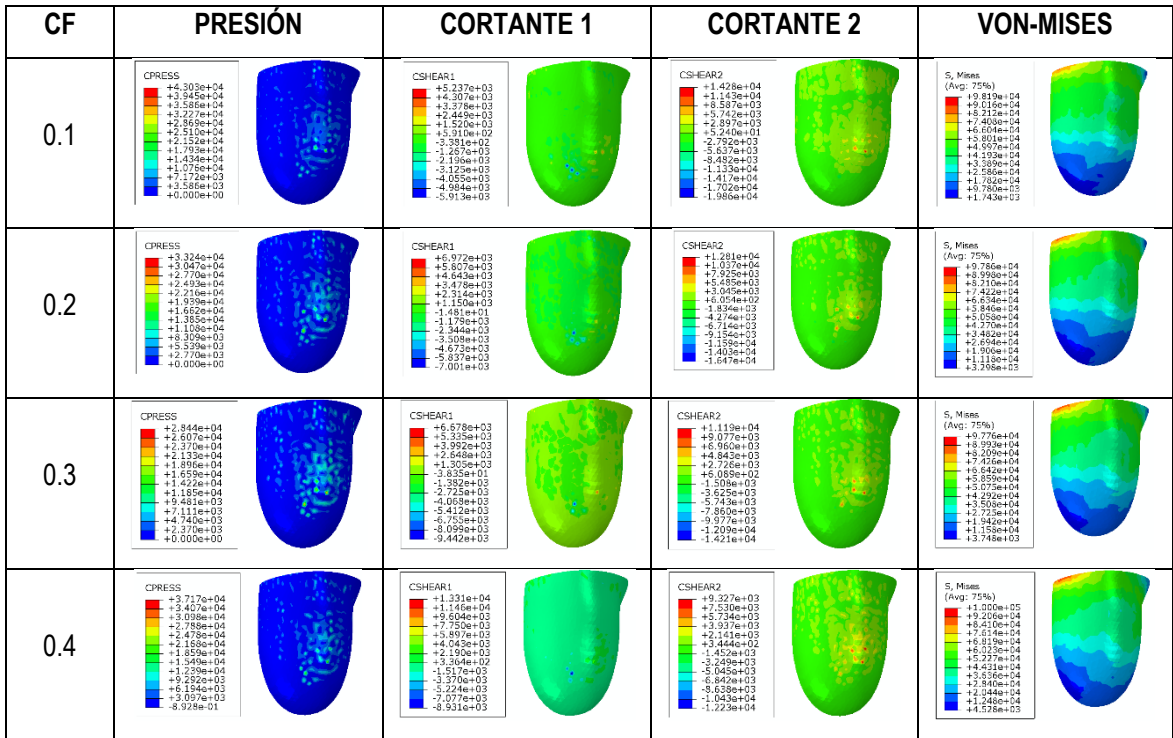 CF PRESIÓN CORTANTE 1 CORTANTE 2 VON-MISES
0.1
CPRESS
+4.303e+04
+3.945e+04
+3.586e+04
+3.227e+04
+2.869e+04
+2.510e+04
+2.152e+04
+1.793e+04
+1.434e+04
+1.076e+04
+7.172e+03
+3.586e+03
+0.000e+00
CSHEAR1
+5.237e+03
+4.307e+03
+3.378e+03
+2.449e+03
+1.520e+03
+5.910e+02
-3.381e+02
-1.267e+03
-2.196e+03
-3.125e+03
-4.055e+03
-4.984e+03
-5.913e+03
CSHEAR2
+1.428e+04
+1.143e+04
+8.587e+03
+5.742e+03
+2.897e+03
+5.240e+01
-2.792e+03
-5.637e+03
-8.482e+03
-1.133e+04
-1.417e+04
-1.702e+04
-1.986e+04
S, Mises
(Avg: 75%)
+9.819e+04
+9.016e+04
+8.212e+04
+7.408e+04
+6.604e+04
+5.801e+04
+4.997e+04
+4.193e+04
+3.389e+04
+2.586e+04
+1.782e+04
+9.780e+03
+1.743e+03
0.2
CPRESS
+3.324e+04
+3.047e+04
+2.770e+04
+2.493e+04
+2.216e+04
+1.939e+04
+1.662e+04
+1.385e+04
+1.108e+04
+8.309e+03
+5.539e+03
+2.770e+03
+0.000e+00
CSHEAR1
+6.972e+03
+5.807e+03
+4.643e+03
+3.478e+03
+2.314e+03
+1.150e+03
-1.481e+01
-1.179e+03
-2.344e+03
-3.508e+03
-4.673e+03
-5.837e+03
-7.001e+03
CSHEAR2
+1.281e+04
+1.037e+04
+7.925e+03
+5.485e+03
+3.045e+03
+6.054e+02
-1.834e+03
-4.274e+03
-6.714e+03
-9.154e+03
-1.159e+04
-1.403e+04
-1.647e+04
S, Mises
(Avg: 75%)
+9.786e+04
+8.998e+04
+8.210e+04
+7.422e+04
+6.634e+04
+5.846e+04
+5.058e+04
+4.270e+04
+3.482e+04
+2.694e+04
+1.906e+04
+1.118e+04
+3.298e+03
0.3
CPRESS
+2.844e+04
+2.607e+04
+2.370e+04
+2.133e+04
+1.896e+04
+1.659e+04
+1.422e+04
+1.185e+04
+9.481e+03
+7.111e+03
+4.740e+03
+2.370e+03
+0.000e+00
CSHEAR1
+6.678e+03
+5.335e+03
+3.992e+03
+2.648e+03
+1.305e+03
-3.835e+01
-1.382e+03
-2.725e+03
-4.068e+03
-5.412e+03
-6.755e+03
-8.099e+03
-9.442e+03
CSHEAR2
+1.119e+04
+9.077e+03
+6.960e+03
+4.843e+03
+2.726e+03
+6.089e+02
-1.508e+03
-3.625e+03
-5.743e+03
-7.860e+03
-9.977e+03
-1.209e+04
-1.421e+04
S, Mises
(Avg: 75%)
+9.776e+04
+8.993e+04
+8.209e+04
+7.426e+04
+6.642e+04
+5.859e+04
+5.075e+04
+4.292e+04
+3.508e+04
+2.725e+04
+1.942e+04
+1.158e+04
+3.748e+03
0.4
CPRESS
+3.717e+04
+3.407e+04
+3.098e+04
+2.788e+04
+2.478e+04
+2.168e+04
+1.859e+04
+1.549e+04
+1.239e+04
+9.292e+03
+6.194e+03
+3.097e+03
-8.928e-01
CSHEAR1
+1.331e+04
+1.146e+04
+9.604e+03
+7.750e+03
+5.897e+03
+4.043e+03
+2.190e+03
+3.364e+02
-1.517e+03
-3.370e+03
-5.224e+03
-7.077e+03
-8.931e+03
CSHEAR2
+9.327e+03
+7.530e+03
+5.734e+03
+3.937e+03
+2.141e+03
+3.444e+02
-1.452e+03
-3.249e+03
-5.045e+03
-6.842e+03
-8.638e+03
-1.043e+04
-1.223e+04
S, Mises
(Avg: 75%)
+1.000e+05
+9.206e+04
+8.410e+04
+7.614e+04
+6.819e+04
+6.023e+04
+5.227e+04
+4.431e+04
+3.636e+04
+2.840e+04
+2.044e+04
+1.248e+04
+4.528e+03